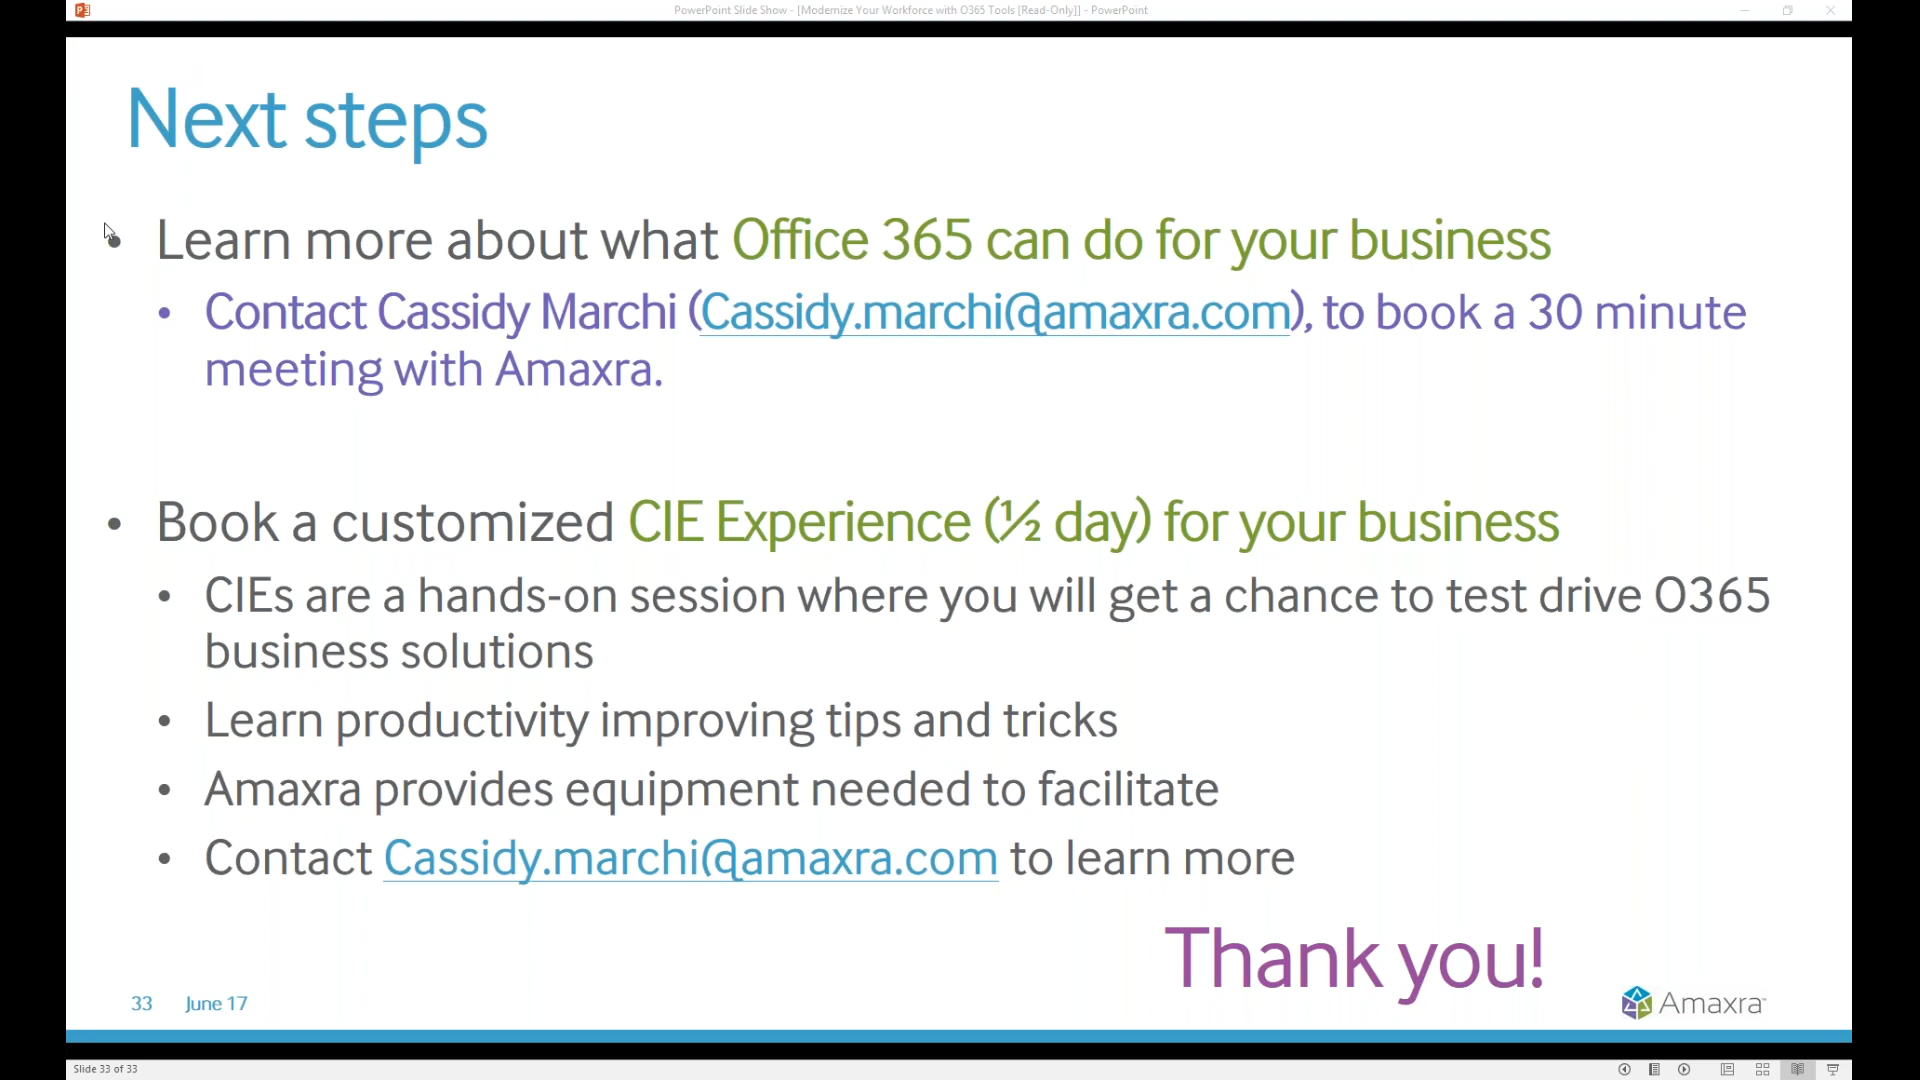 PowerPoint Slide Show - [Modernize Your Workforce with O365 Tools [Read-Only]] - PowerPoint
Next steps
• Learn more about what Office 365 can do for your business
• Contact Cassidy Marchi (Cassidy.marchi@amaxra.com), to book a 30 minute
meeting with Amaxra.
• Book a customized CIE Experience (½ day) for your business
• CIEs are a hands-on session where you will get a chance to test drive O365
business solutions
• Learn productivity improving tips and tricks
• Amaxra provides equipment needed to facilitate
• Contact Cassidy.marchi@amaxra.com to learn more
Thank you!
33 June 17
Amaxra
Slide 33 of 33